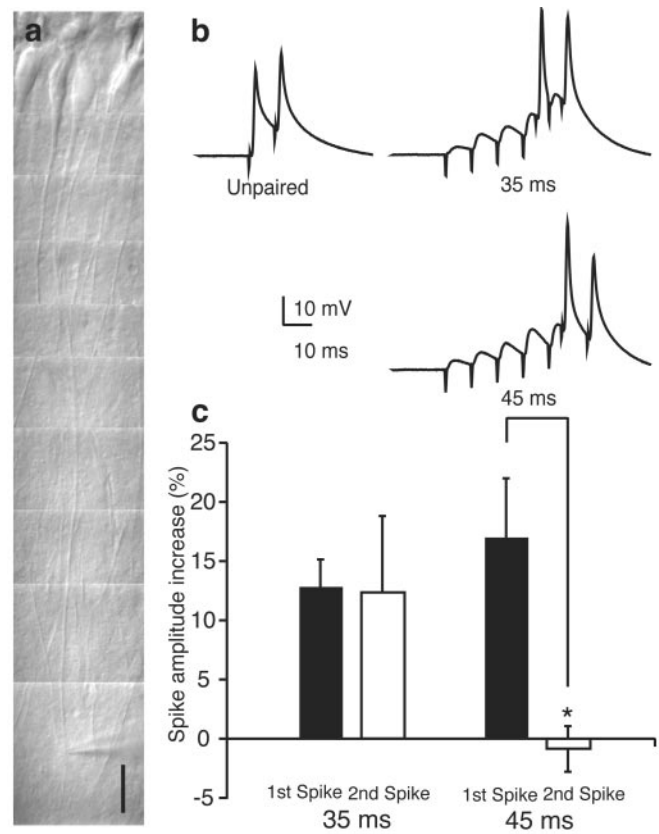 a
b
Unpaired
35 ms
10 mV
10 ms
45 ms
c
Spike amplitude increase (%)
25
20
15
10
5
0
-5
*
1st Spike 2nd Spike 1st Spike 2nd Spike
35 ms 45 ms